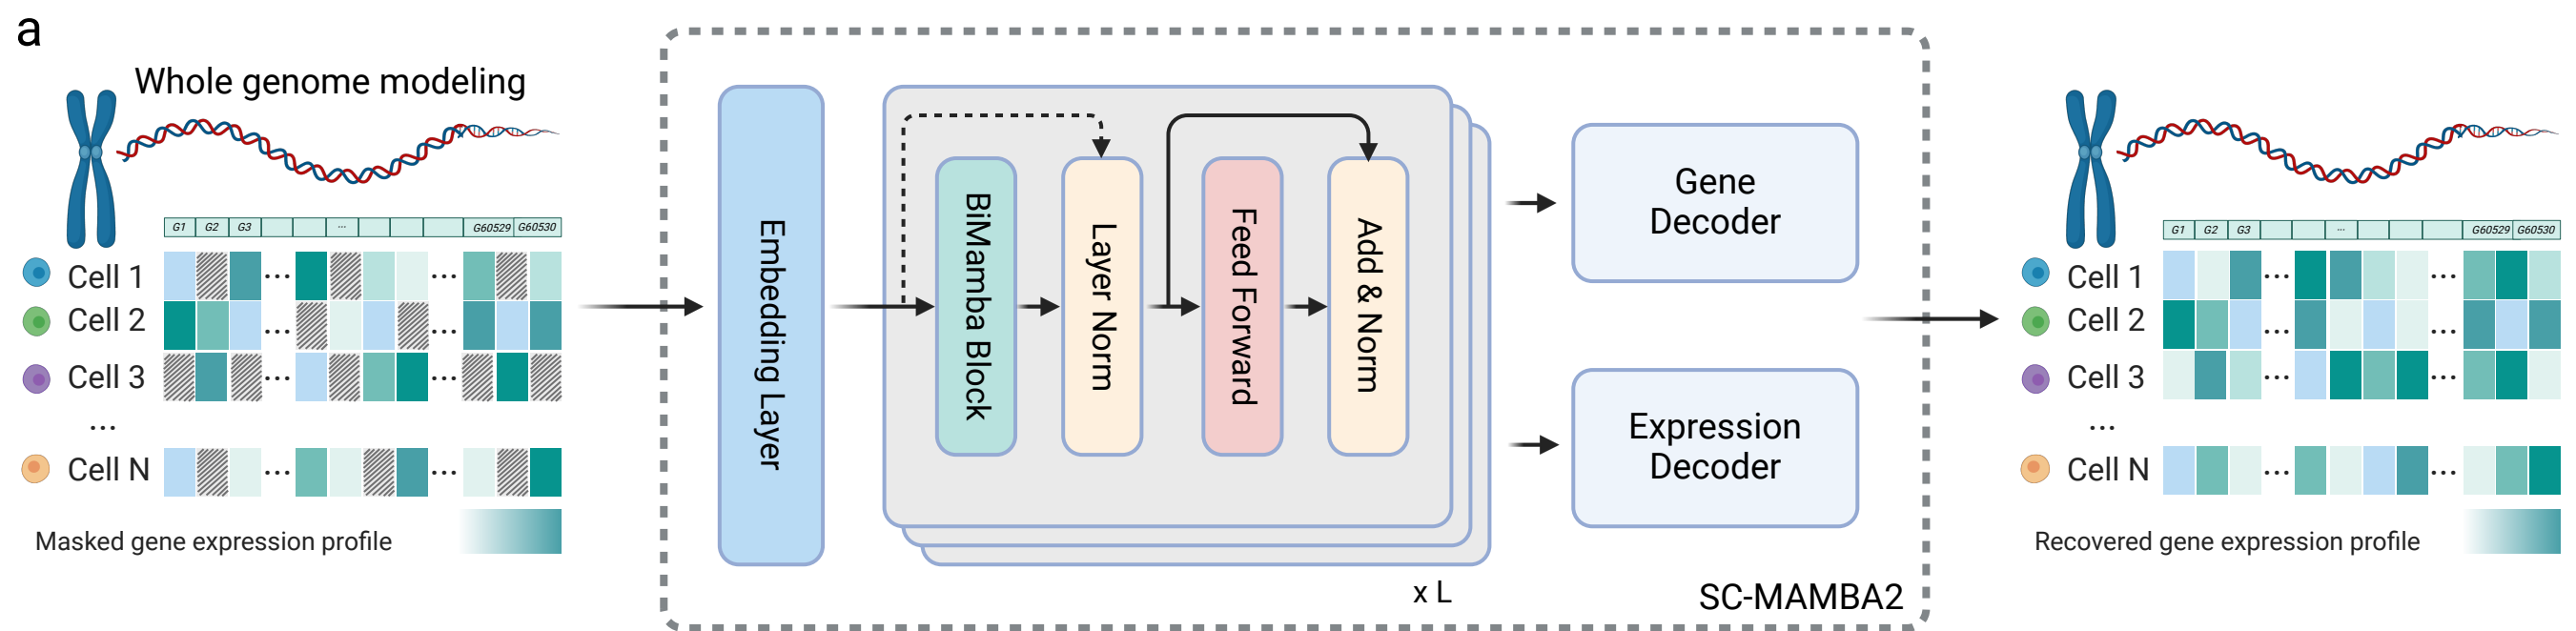 a
Whole genome modeling
G1 G2 G3 ... G60529 G60530
Cell 1 ... ...
Cell 2 ... ...
Cell 3 ... ...
...
Cell N ... ...
Masked gene expression profile
Embedding Layer
BiMamba Block
Layer Norm
Feed Forward
Add & Norm
x L
Gene
Decoder
Expression
Decoder
SC-MAMBA2
G1 G2 G3 ... G60529 G60530
Cell 1 ... ...
Cell 2 ... ...
Cell 3 ... ...
...
Cell N ... ...
Recovered gene expression profile